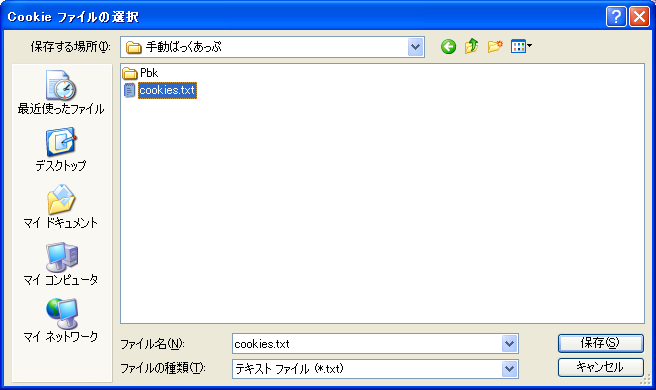 Cookie ファイルの選択
保存する場所(I):
手動ばっくあっぷ
最近使ったファイル
デスクトップ
マイ ドキュメント
マイ コンピュータ
マイ ネットワーク
Pbk
cookies.txt
ファイル名(N):
cookies.txt
保存(S)
ファイルの種類(T):
テキスト ファイル (*.txt)
キャンセル